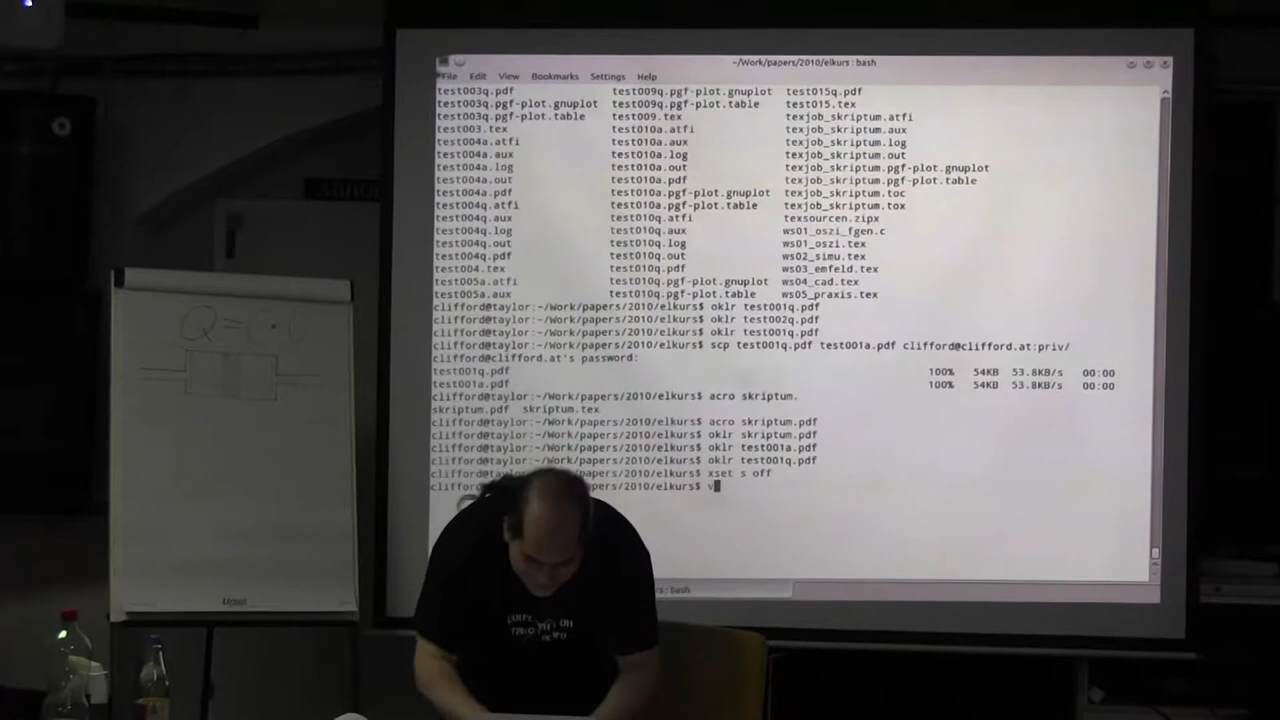 ~/Work/papers/2010/elkurs : bash
File Edit View Bookmarks Settings Help
test003q.pdf test009q.pgf-plot.gnuplot test015q.pdf
test003q.pgf-plot.gnuplot test009q.pgf-plot.table test015.tex
test003q.pgf-plot.table test009.tex texjob_skriptum.atfi
test003.tex test010a.atfi texjob_skriptum.aux
test004a.atfi test010a.aux texjob_skriptum.log
test004a.aux test010a.log texjob_skriptum.out
test004a.log test010a.out texjob_skriptum.pgf-plot.gnuplot
test004a.out test010a.pdf texjob_skriptum.pgf-plot.table
test004a.pdf test010a.pgf-plot.gnuplot texjob_skriptum.toc
test004q.atfi test010a.pgf-plot.table texjob_skriptum.tox
test004q.aux test010q.atfi texsourcen.zipx
test004q.log test010q.aux ws01_oszi_fgen.c
test004q.out test010q.log ws01_oszi.tex
test004q.pdf test010q.out ws02_simu.tex
test004.tex test010q.pdf ws03_emfeld.tex
test005a.atfi test010q.pgf-plot.gnuplot ws04_cad.tex
test005a.aux test010q.pgf-plot.table ws05_praxis.tex
clifford@taylor:~/Work/papers/2010/elkurs$ oklr test001q.pdf
clifford@taylor:~/Work/papers/2010/elkurs$ oklr test002q.pdf
clifford@taylor:~/Work/papers/2010/elkurs$ oklr test001q.pdf
clifford@taylor:~/Work/papers/2010/elkurs$ scp test001q.pdf test001a.pdf clifford@clifford.at:priv/
clifford@clifford.at's password:
test001q.pdf 100% 54KB 53.8KB/s 00:00
test001a.pdf 100% 54KB 53.8KB/s 00:00
clifford@taylor:~/Work/papers/2010/elkurs$ acro skriptum.
skriptum.pdf skriptum.tex
clifford@taylor:~/Work/papers/2010/elkurs$ acro skriptum.pdf
clifford@taylor:~/Work/papers/2010/elkurs$ oklr skriptum.pdf
clifford@taylor:~/Work/papers/2010/elkurs$ oklr test001a.pdf
clifford@taylor:~/Work/papers/2010/elkurs$ oklr test001q.pdf
clifford@taylor:~/Work/papers/2010/elkurs$ xset s off
clifford pers/2010/elkurs$ v
rs : bash
Q =